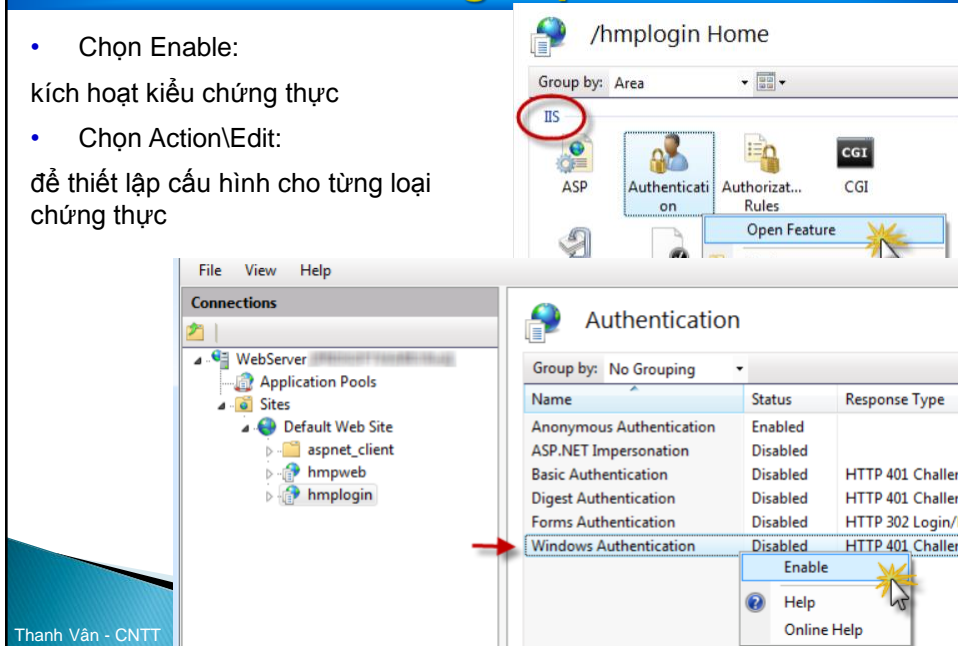 • Chọn Enable:
kích hoạt kiểu chứng thực
• Chọn Action\Edit:
để thiết lập cấu hình cho từng loại
chứng thực
/hmplogin Home
Group by: Area
IIS
ASP
Authenticati
on
Authorizat...
Rules
CGI
CGI
Open Feature
File View Help
Connections
WebServer
Application Pools
Sites
Default Web Site
aspnet_client
hmpweb
hmplogin
Authentication
Group by: No Grouping
Name Status Response Type
Anonymous Authentication Enabled
ASP.NET Impersonation Disabled
Basic Authentication Disabled HTTP 401 Challen
Digest Authentication Disabled HTTP 401 Challen
Forms Authentication Disabled HTTP 302 Login/
Windows Authentication Disabled HTTP 401 Challen
Enable
Help
Online Help
Thanh Vân - CNTT